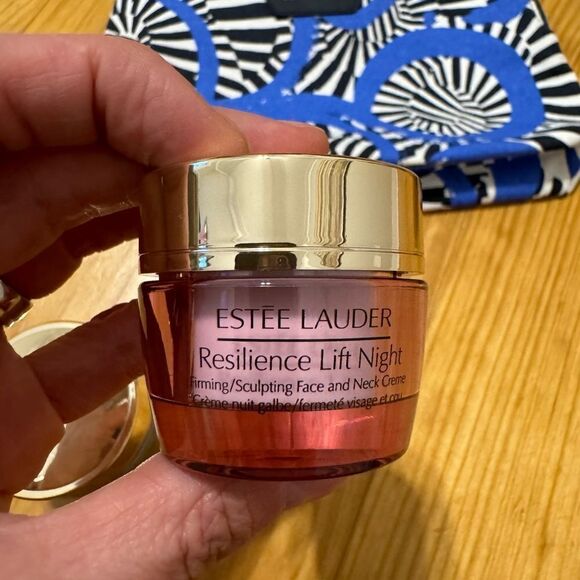 ESTĒE LAUDER
Resilience Lift Night
Firming/Sculpting Face and Neck Creme
Crème nuit galbe/fermeté visage et cou